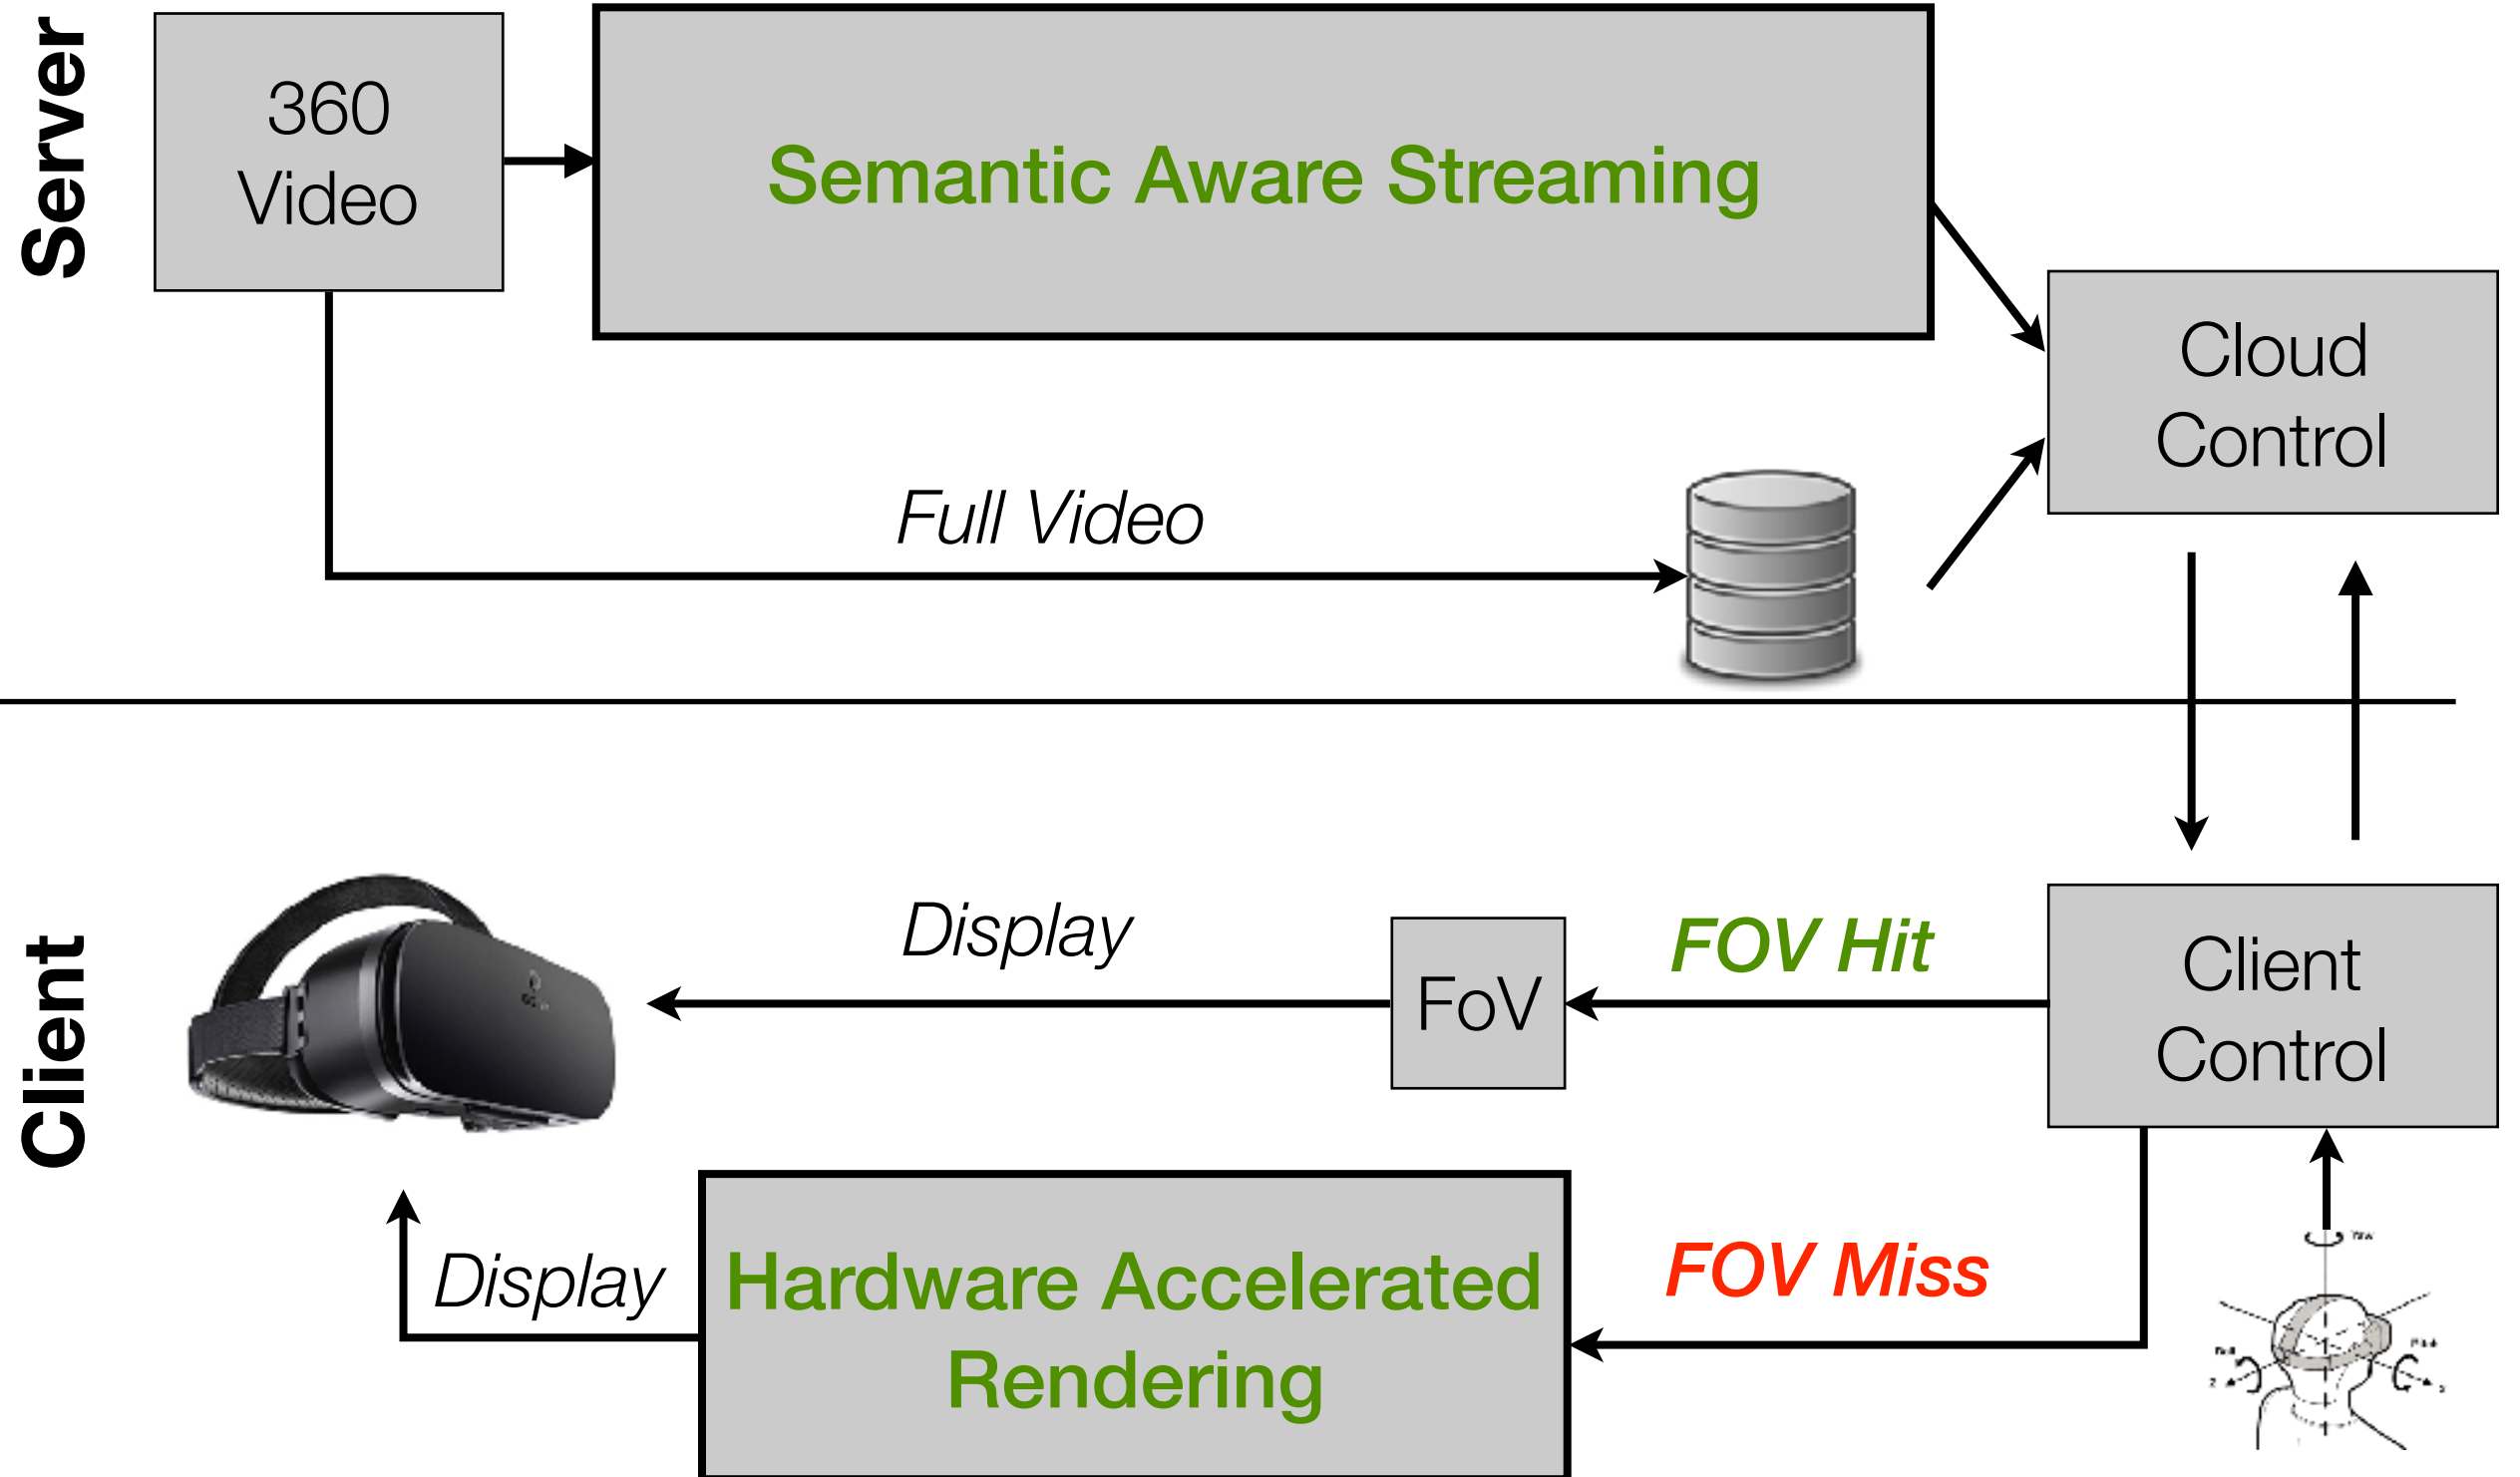 Server
360
Video
Semantic Aware Streaming
Cloud
Control
Full Video
Client
Display
FoV
FOV Hit
Client
Control
Display
Hardware Accelerated
Rendering
FOV Miss